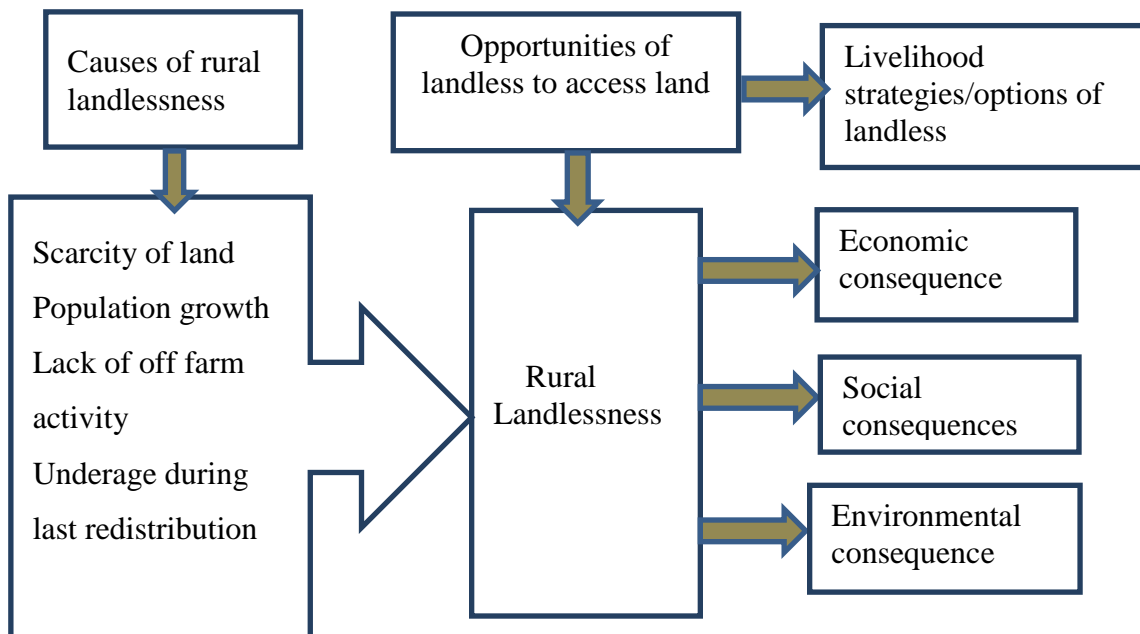 Causes of rural
landlessness
Opportunities of
landless to access land
Livelihood
strategies/options of
landless
Scarcity of land
Population growth
Lack of off farm
activity
Underage during
last redistribution
Rural
Landlessness
Economic
consequence
Social
consequences
Environmental
consequence